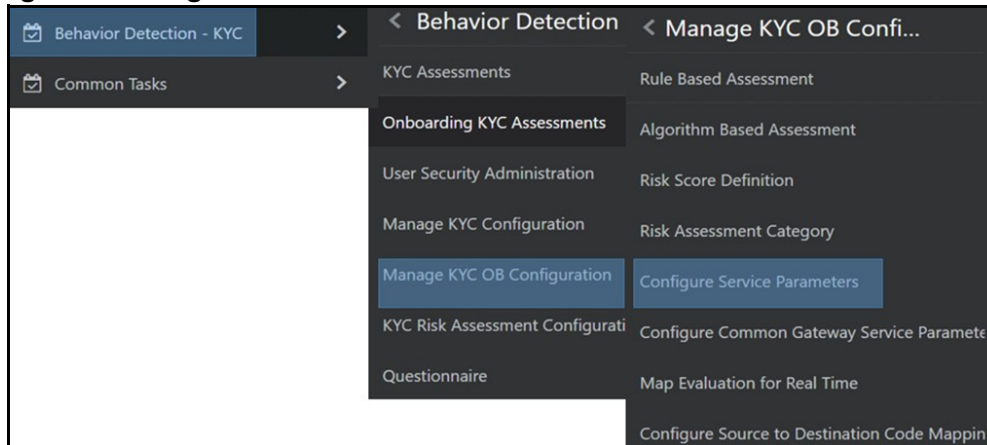 Behavior Detection - KYC
Common Tasks
Behavior Detection
KYC Assessments
Onboarding KYC Assessments
User Security Administration
Manage KYC Configuration
Manage KYC OB Configuration
KYC Risk Assessment Configurati
Questionnaire
Manage KYC OB Confi...
Rule Based Assessment
Algorithm Based Assessment
Risk Score Definition
Risk Assessment Category
Configure Service Parameters
Configure Common Gateway Service Paramete
Map Evaluation for Real Time
Configure Source to Destination Code Mappin